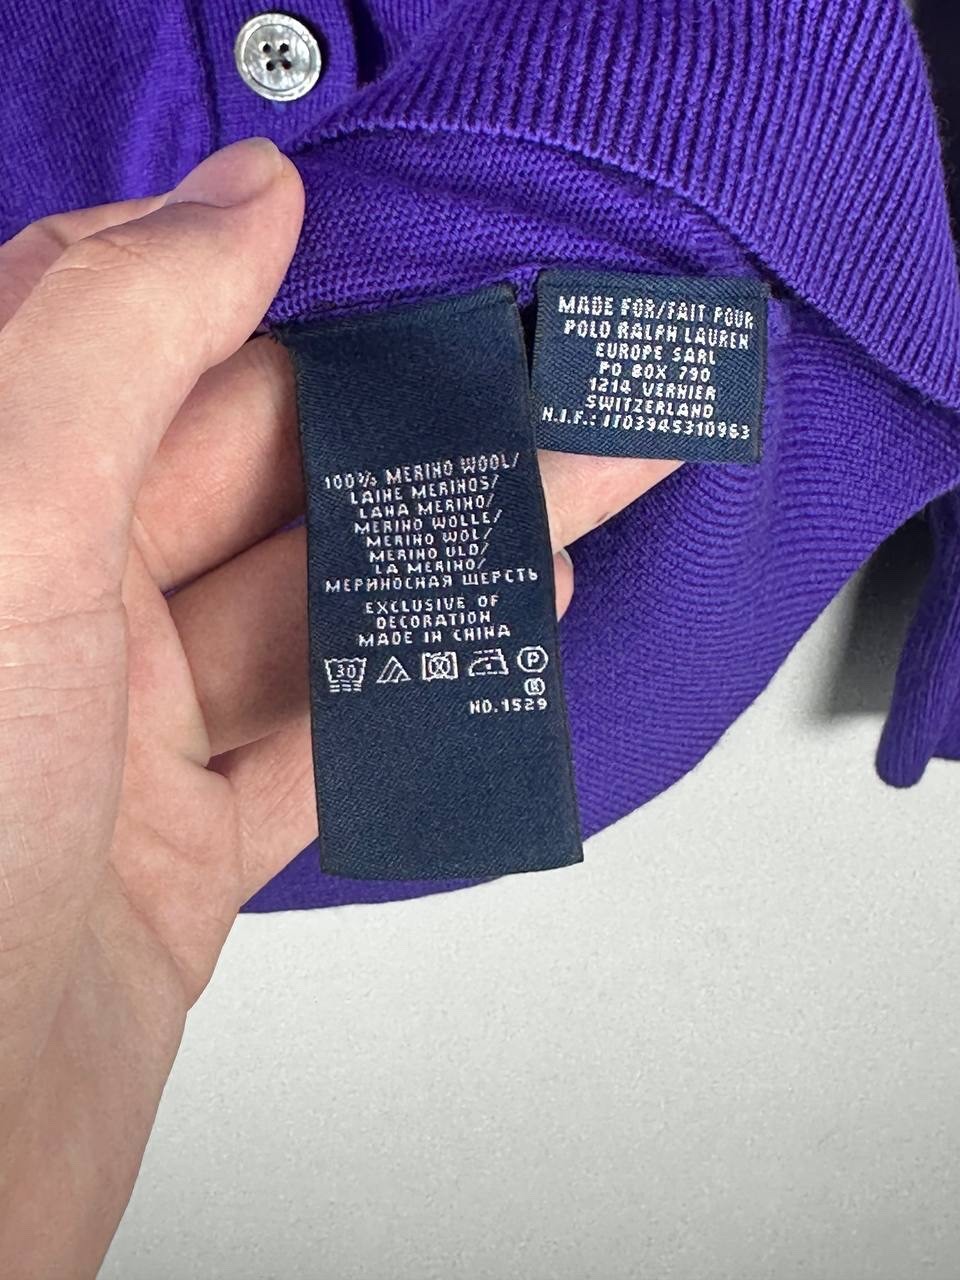 100% MERINO WOOL/
LAINE MERINOS/
LANA MERINO/
MERINO WOLLE/
MERINO WOL/
MERINO ULD/
LA MERINO/
МЕРИНОСНАЯ ШЕРСТЬ
EXCLUSIVE OF
DECORATION
MADE IN CHINA
30
P
K
NO.1529
MADE FOR/FAIT POUR
POLO RALPH LAUREN
EUROPE SARL
PO BOX 790
1214 VERNIER
SWITZERLAND
N.I.F.: IT03945310963